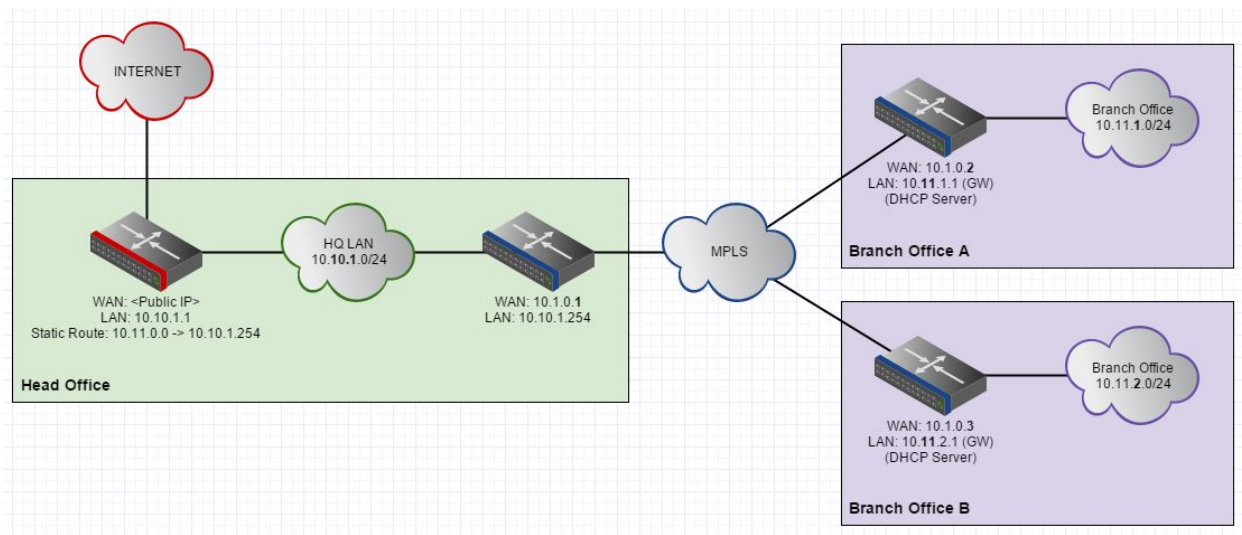 INTERNET
WAN: <Public IP>
LAN: 10.10.1.1
Static Route: 10.11.0.0 -> 10.10.1.254
HQ LAN
10.10.1.0/24
WAN: 10.1.0.1
LAN: 10.10.1.254
Head Office
MPLS
WAN: 10.1.0.2
LAN: 10.11.1.1 (GW)
(DHCP Server)
Branch Office
10.11.1.0/24
Branch Office A
WAN: 10.1.0.3
LAN: 10.11.2.1 (GW)
(DHCP Server)
Branch Office
10.11.2.0/24
Branch Office B